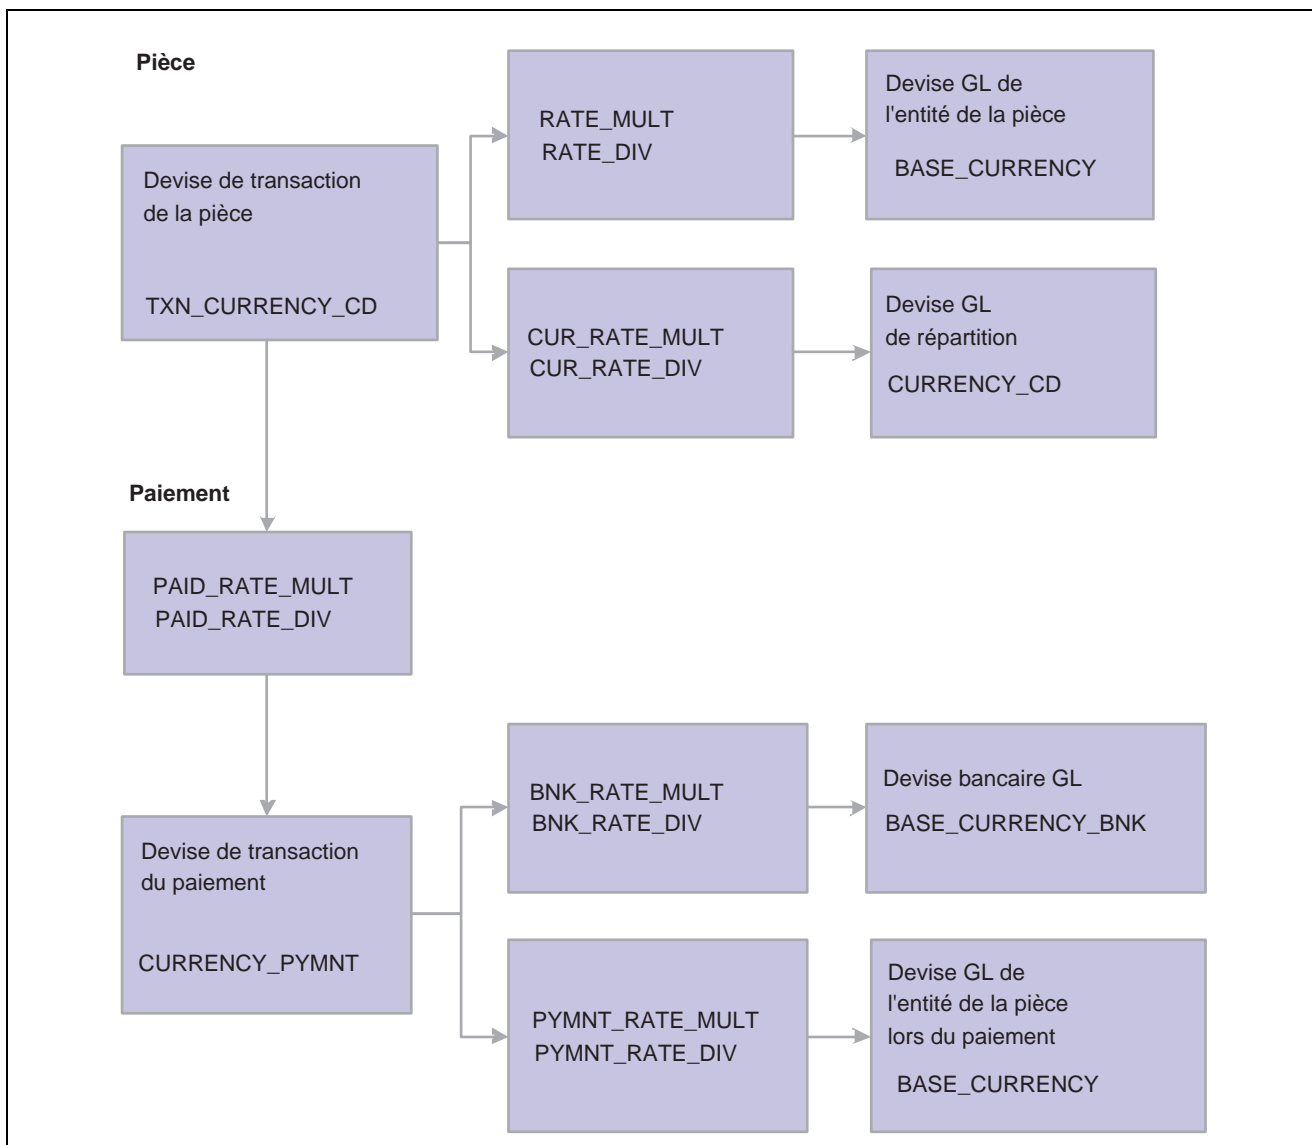 Pièce
Devise de transaction
de la pièce
TXN_CURRENCY_CD
RATE_MULT
RATE_DIV
Devise GL de
l'entité de la pièce
BASE_CURRENCY
CUR_RATE_MULT
CUR_RATE_DIV
Devise GL
de répartition
CURRENCY_CD
Paiement
PAID_RATE_MULT
PAID_RATE_DIV
Devise de transaction
du paiement
CURRENCY_PYMNT
BNK_RATE_MULT
BNK_RATE_DIV
Devise bancaire GL
BASE_CURRENCY_BNK
PYMNT_RATE_MULT
PYMNT_RATE_DIV
Devise GL de
l'entité de la pièce
lors du paiement
BASE_CURRENCY